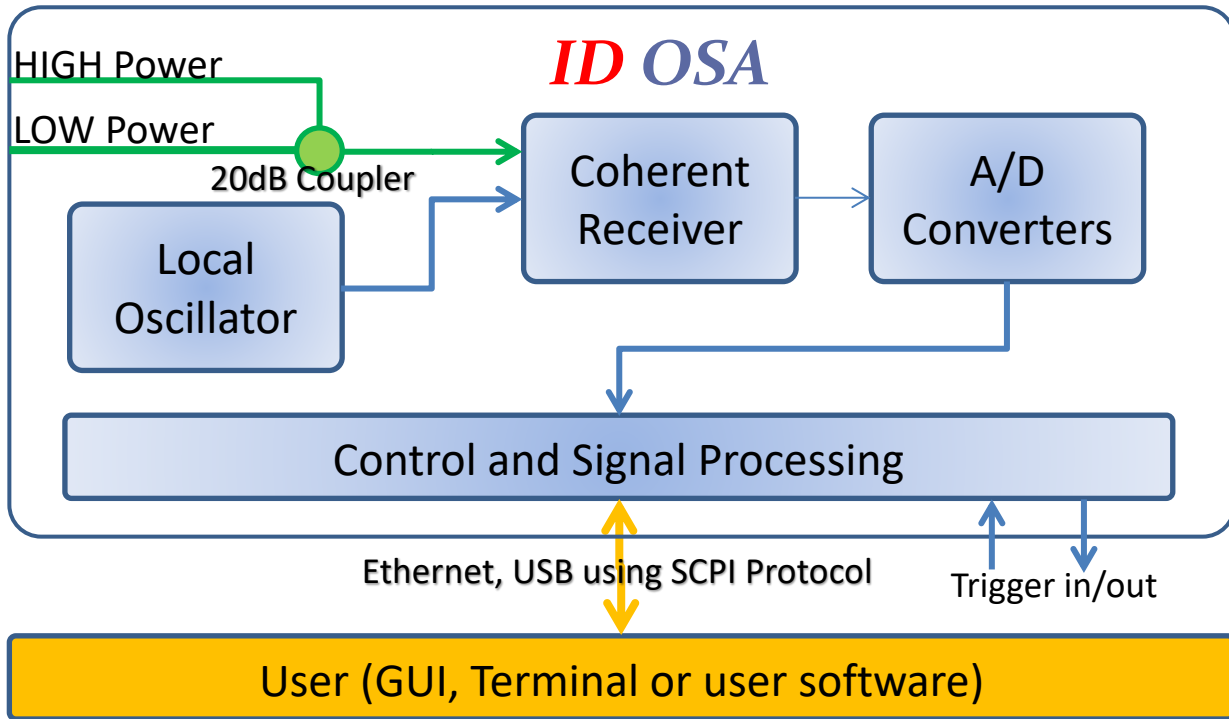 ID OSA
HIGH Power
LOW Power
20dB Coupler
Local
Oscillator
Coherent
Receiver
A/D
Converters
Control and Signal Processing
Ethernet, USB using SCPI Protocol
Trigger in/out
User (GUI, Terminal or user software)